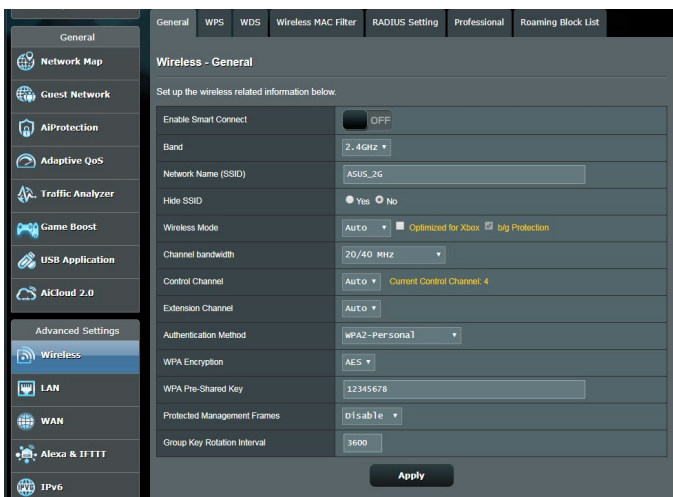 General
Network Map
Guest Network
AiProtection
Adaptive QoS
Traffic Analyzer
Game Boost
USB Application
AiCloud 2.0
Advanced Settings
Wireless
LAN
WAN
Alexa & IFTTT
IPv6
General WPS WDS Wireless MAC Filter RADIUS Setting Professional Roaming Block List
Wireless - General
Set up the wireless related information below.
Enable Smart Connect OFF
Band 2.4GHz
Network Name (SSID) ASUS_2G
Hide SSID Yes No
Wireless Mode Auto Optimized for Xbox b/g Protection
Channel bandwidth 20/40 MHz
Control Channel Auto Current Control Channel: 4
Extension Channel Auto
Authentication Method WPA2-Personal
WPA Encryption AES
WPA Pre-Shared Key 12345678
Protected Management Frames Disable
Group Key Rotation Interval 3600
Apply